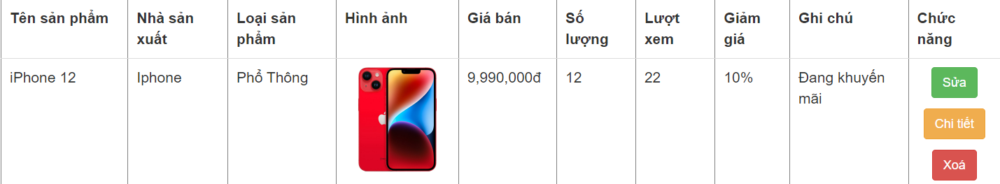 Tên sản phẩm
Nhà sản
xuất
Loại sản
phẩm
Hình ảnh
Giá bán
Số
lượng
Lượt
xem
Giảm
giá
Ghi chú
Chức
năng
iPhone 12
Iphone
Phổ Thông
9,990,000đ
12
22
10%
Đang khuyến
mãi
Sửa
Chi tiết
Xoá